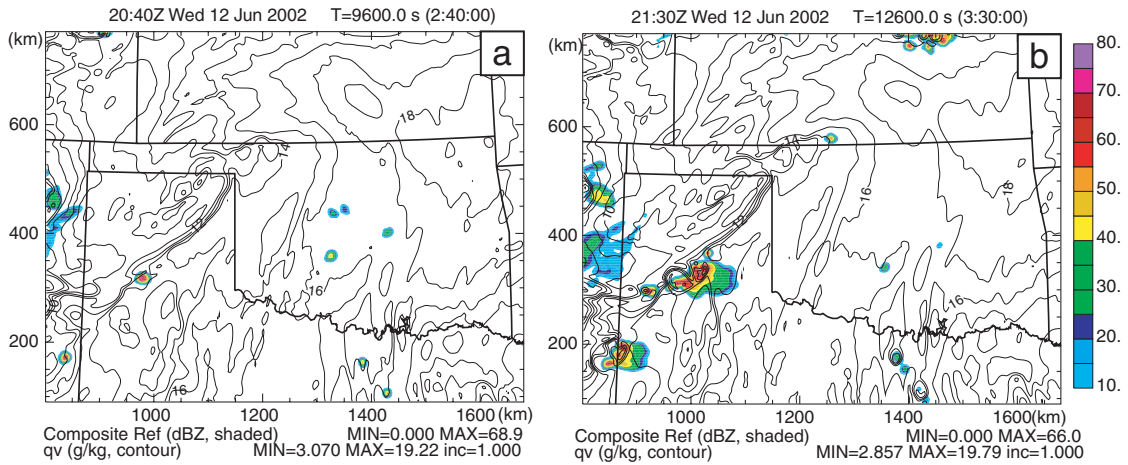 20:40Z Wed 12 Jun 2002 T=9600.0 s (2:40:00)
(km)
a
600
400
200
18
14
16
12
16
16
1000 1200 1400 1600 (km)
Composite Ref (dBZ, shaded) MIN=0.000 MAX=68.9
qv (g/kg, contour) MIN=3.070 MAX=19.22 inc=1.000
21:30Z Wed 12 Jun 2002 T=12600.0 s (3:30:00)
(km)
b
600
400
200
18
14
16
18
10
12
16
16
1000 1200 1400 1600 (km)
Composite Ref (dBZ, shaded) MIN=0.000 MAX=66.0
qv (g/kg, contour) MIN=2.857 MAX=19.79 inc=1.000
80.
70.
60.
50.
40.
30.
20.
10.